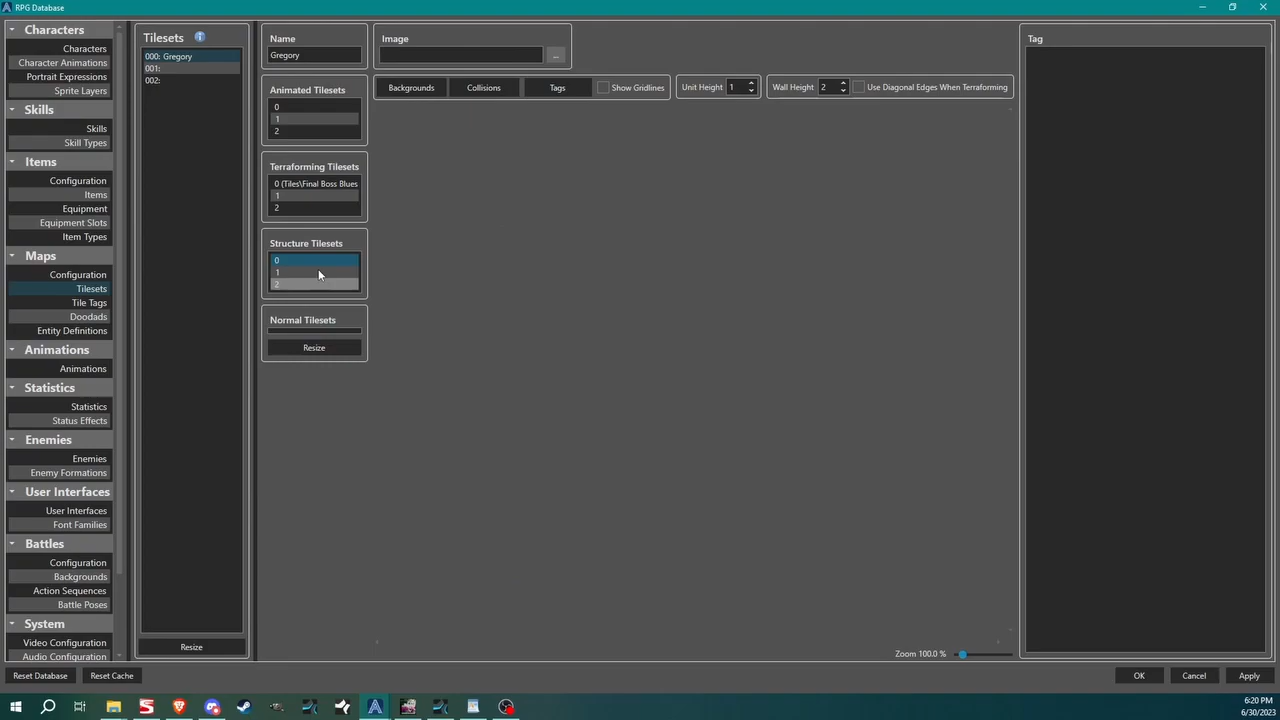 RPG Database
Characters
Characters
Character Animations
Portrait Expressions
Sprite Layers
Skills
Skills
Skill Types
Items
Configuration
Items
Equipment
Equipment Slots
Item Types
Maps
Configuration
Tilesets
Tile Tags
Doodads
Entity Definitions
Animations
Animations
Statistics
Statistics
Status Effects
Enemies
Enemies
Enemy Formations
User Interfaces
User Interfaces
Font Families
Battles
Configuration
Backgrounds
Action Sequences
Battle Poses
System
Video Configuration
Audio Configuration
Tilesets
000: Gregory
001:
002:
Resize
Name
Gregory
Animated Tilesets
0
1
2
Terraforming Tilesets
0 (Tiles\Final Boss Blues
1
2
Structure Tilesets
0
1
2
Normal Tilesets
Resize
Image
...
Backgrounds
Collisions
Tags
Show Gridlines
Unit Height 1
Wall Height 2
Use Diagonal Edges When Terraforming
Zoom 100.0 %
Tag
Reset Database
Reset Cache
OK
Cancel
Apply
6:20 PM
6/30/2023